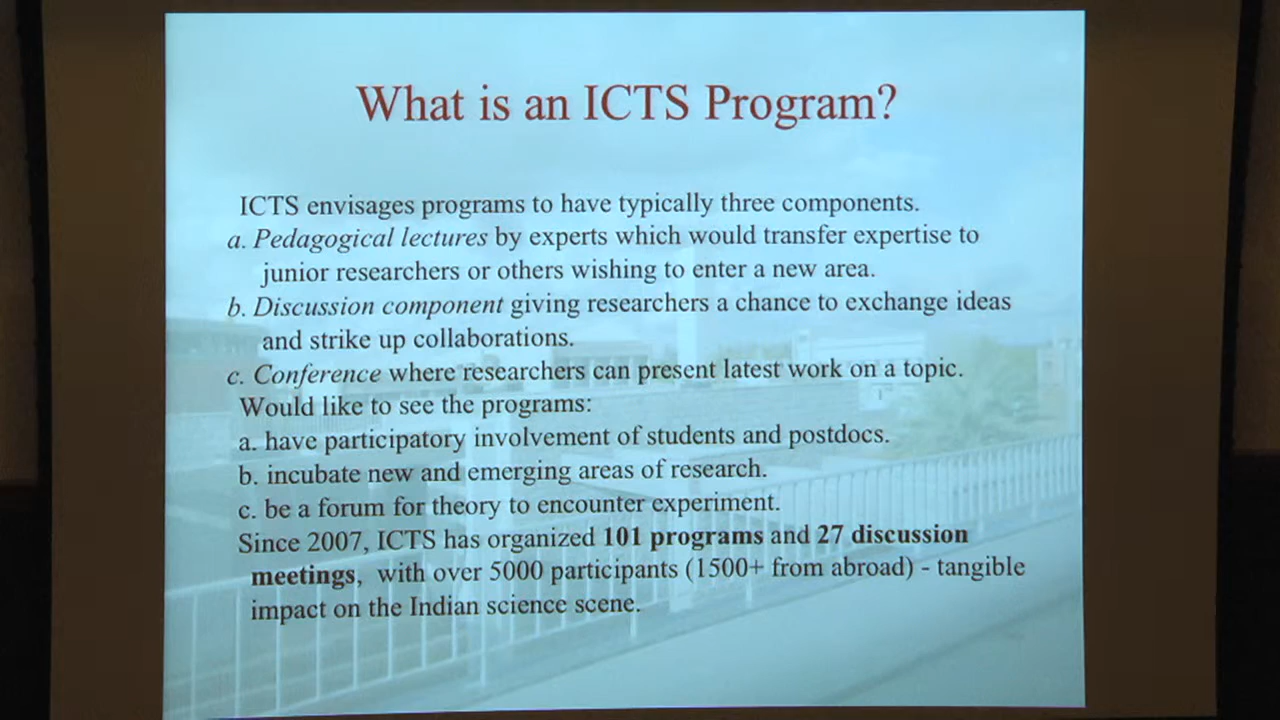 What is an ICTS Program?
ICTS envisages programs to have typically three components.
a. Pedagogical lectures by experts which would transfer expertise to
junior researchers or others wishing to enter a new area.
b. Discussion component giving researchers a chance to exchange ideas
and strike up collaborations.
c. Conference where researchers can present latest work on a topic.
Would like to see the programs:
a. have participatory involvement of students and postdocs.
b. incubate new and emerging areas of research.
c. be a forum for theory to encounter experiment.
Since 2007, ICTS has organized 101 programs and 27 discussion
meetings, with over 5000 participants (1500+ from abroad) - tangible
impact on the Indian science scene.